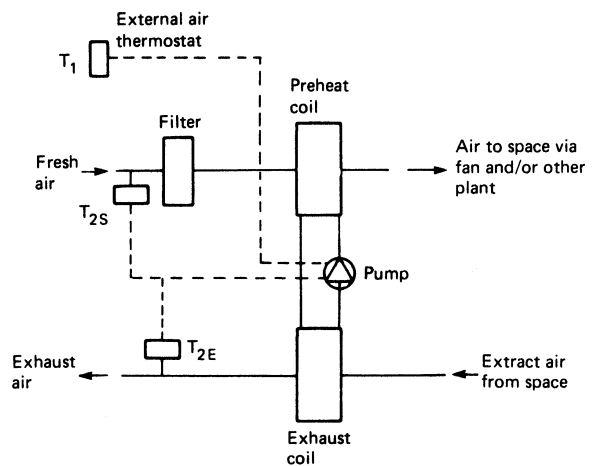 External air
thermostat
T1
Preheat
coil
Filter
Fresh
air
Air to space via
fan and/or other
plant
T2S
Pump
T2E
Exhaust
air
Extract air
from space
Exhaust
coil